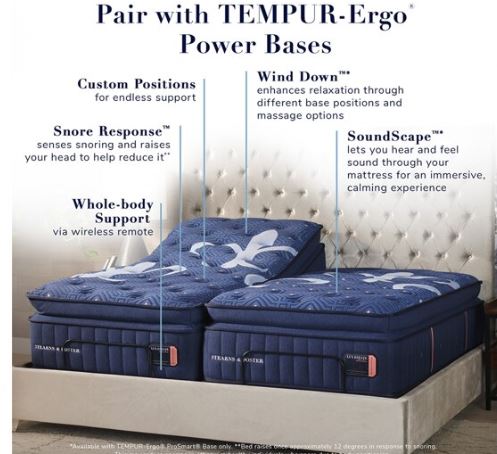 Pair with TEMPUR-Ergo®
Power Bases
Custom Positions
for endless support
Wind Down™*
enhances relaxation through
different base positions and
massage options
Snore Response™
senses snoring and raises
your head to help reduce it**
SoundScape™*
lets you hear and feel
sound through your
mattress for an immersive,
calming experience
Whole-body
Support
via wireless remote
STEARNS & FOSTER
STEARNS & FOSTER
*Available with TEMPUR-Ergo® ProSmart® Base only. **Bed raises once approximately 12 degrees in response to snoring.